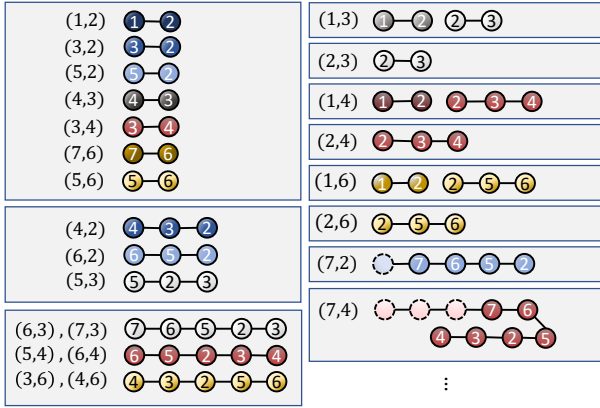 (1,2) 1 2
(3,2) 3 2
(5,2) 5 2
(4,3) 4 3
(3,4) 3 4
(7,6) 7 6
(5,6) 5 6
(4,2) 4 3 2
(6,2) 6 5 2
(5,3) 5 2 3
(6,3) , (7,3) 7 6 5 2 3
(5,4) , (6,4) 6 5 2 3 4
(3,6) , (4,6) 4 3 2 5 6
(1,3) 1 2 2 3
(2,3) 2 3
(1,4) 1 2 2 3 4
(2,4) 2 3 4
(1,6) 1 2 2 5 6
(2,6) 2 5 6
(7,2) 7 6 5 2
(7,4) 7 6
4 3 2 5
...